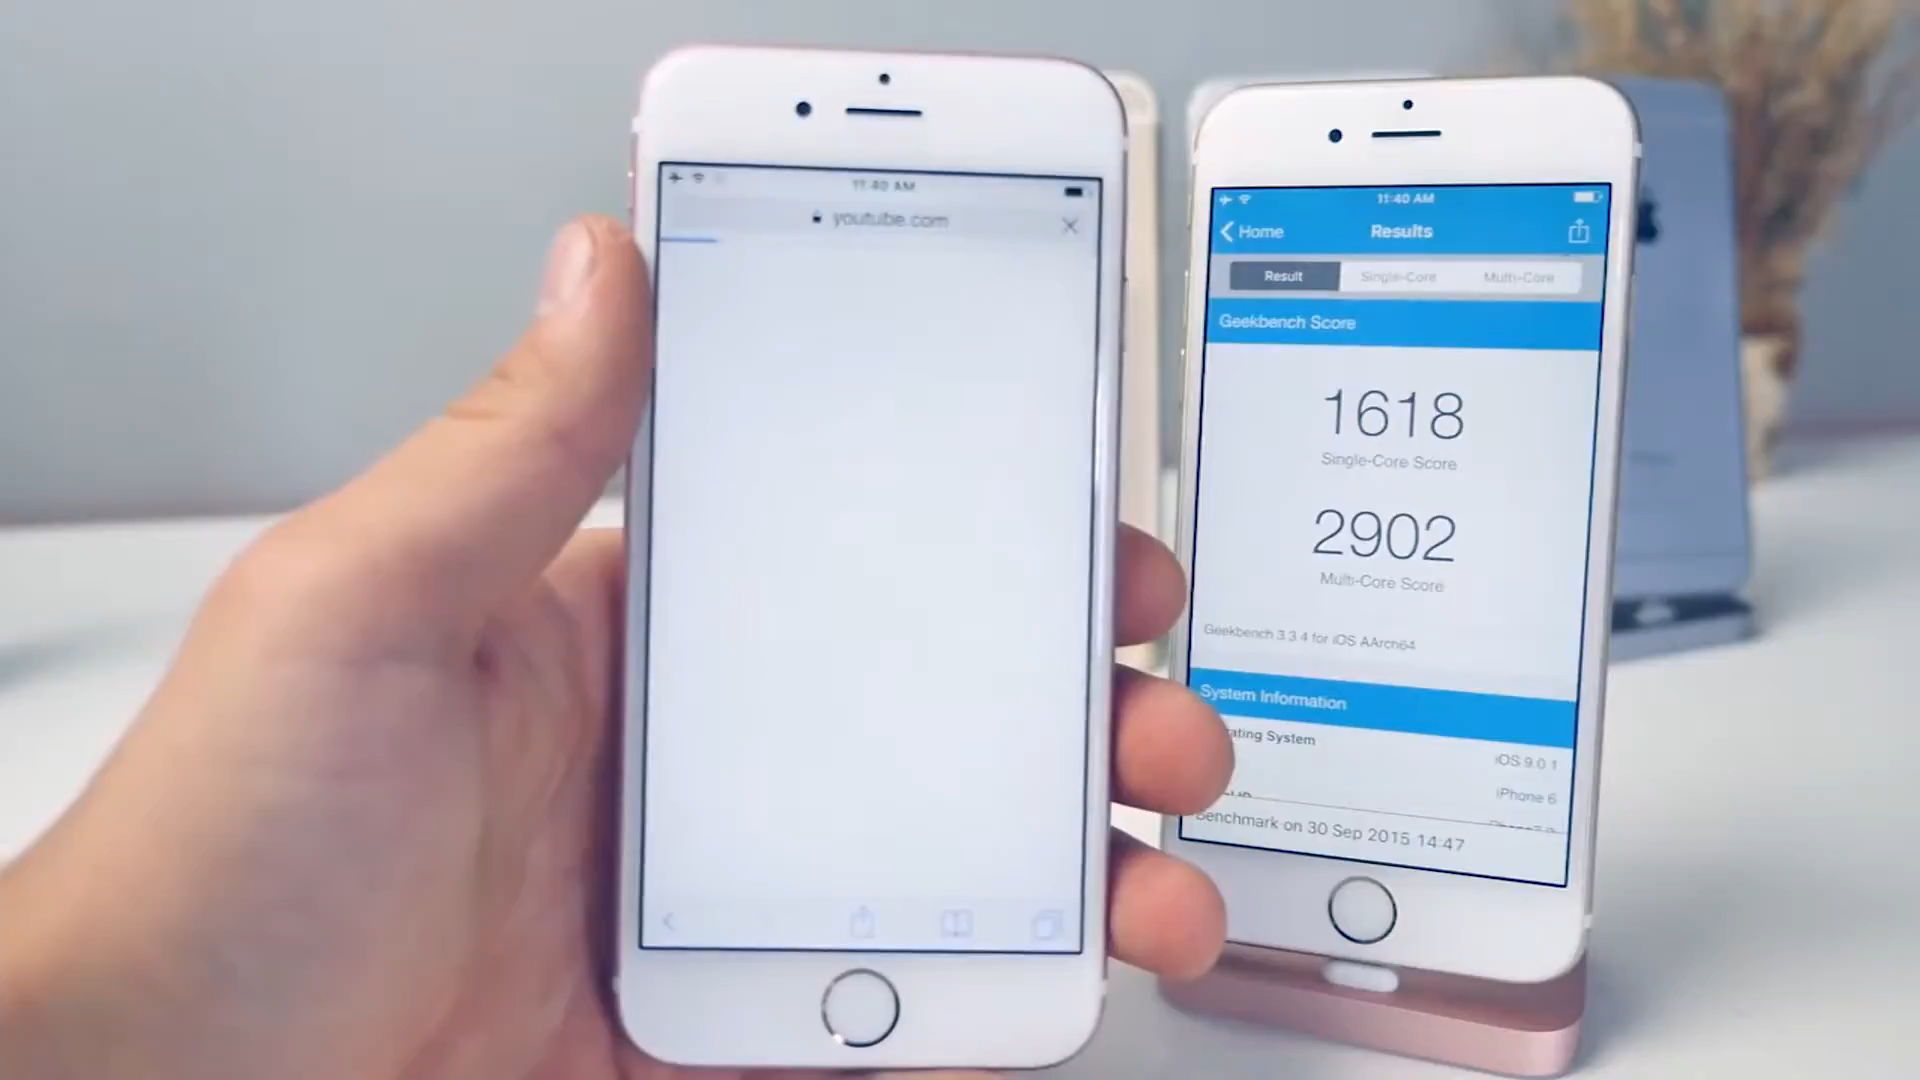 11:40 AM
youtube.com
11:40 AM
Home
Results
Result
Single-Core
Multi-Core
Geekbench Score
1618
Single-Core Score
2902
Multi-Core Score
Geekbench 3.3.4 for iOS AArch64
System Information
ating System
iOS 9.0.1
iPhone 6
Benchmark on 30 Sep 2015 14:47